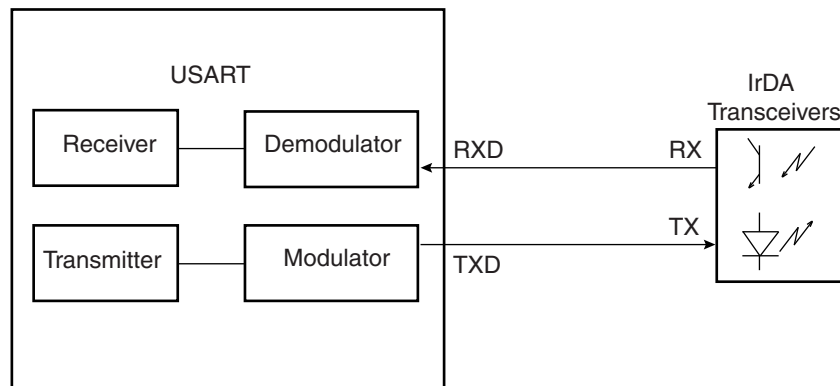 USART
IrDA
Transceivers
Receiver
Demodulator
RXD
RX
Transmitter
Modulator
TXD
TX